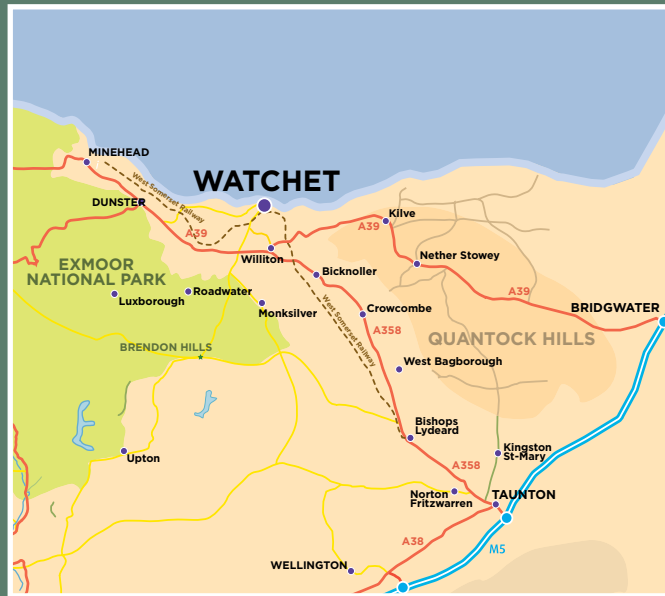 MINEHEAD
West Somerset Railway
WATCHET
DUNSTER
A39
Kilve
A39
Williton
Nether Stowey
EXMOOR
NATIONAL PARK
Bicknoller
Roadwater
Luxborough
A39
Monksilver
Crowcombe
BRIDGWATER
West Somerset Railway
A358
QUANTOCK HILLS
BRENDON HILLS
West Bagborough
Bishops
Lydeard
Upton
Kingston
St-Mary
A358
Norton
Fritzwarren
TAUNTON
A38
M5
WELLINGTON